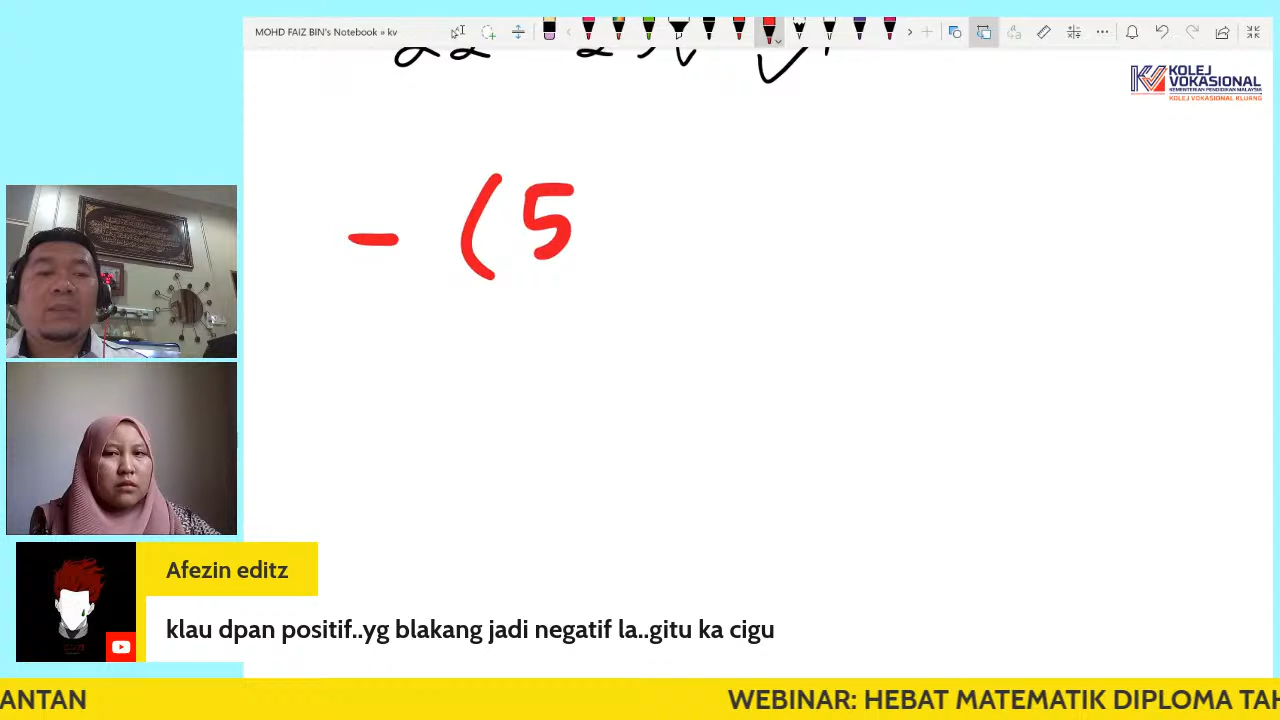 MOHD FAIZ BIN's Notebook » kv
KOLEJ
VOKASIONAL
KEMENTERIAN PENDIDIKAN MALAYSIA
KOLEJ VOKASIONAL KLUANG
- (5
Afezin editz
klau dpan positif..yg blakang jadi negatif la..gitu ka cigu
ANTAN
WEBINAR: HEBAT MATEMATIK DIPLOMA TAH